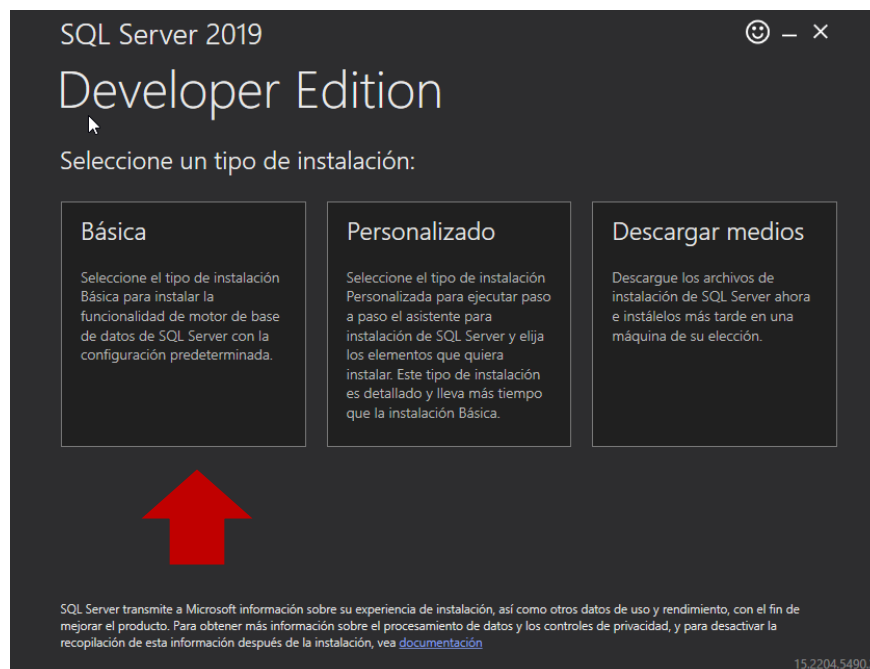 SQL Server 2019
Developer Edition
Seleccione un tipo de instalación:
Básica
Seleccione el tipo de instalación
Básica para instalar la
funcionalidad de motor de base
de datos de SQL Server con la
configuración predeterminada.
Personalizado
Seleccione el tipo de instalación
Personalizada para ejecutar paso
a paso el asistente para
instalación de SQL Server y elija
los elementos que quiera
instalar. Este tipo de instalación
es detallado y lleva más tiempo
que la instalación Básica.
Descargar medios
Descargue los archivos de
instalación de SQL Server ahora
e instálelos más tarde en una
máquina de su elección.
SQL Server transmite a Microsoft información sobre su experiencia de instalación, así como otros datos de uso y rendimiento, con el fin de
mejorar el producto. Para obtener más información sobre el procesamiento de datos y los controles de privacidad, y para desactivar la
recopilación de esta información después de la instalación, vea documentación
15.2204.5490.